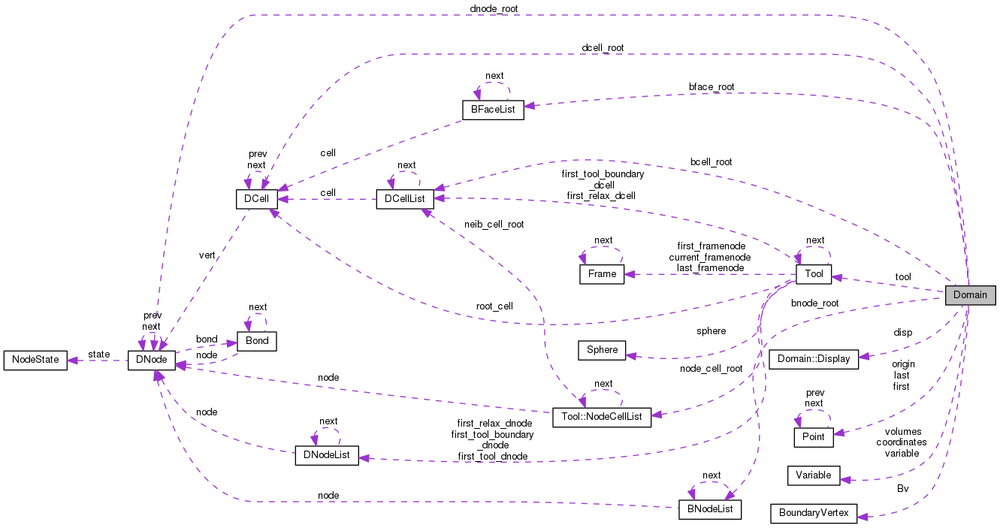 dnode_root
dcell_root
next
bface_root
BFaceList
prev
next
cell
next
bcell_root
first_tool_boundary
_dcell
first_relax_dcell
DCell
cell
DCellList
neib_cell_root
next
first_framenode
current_framenode
last_framenode
next
vert
Frame
Tool
tool
Domain
prev
next
next
root_cell
bnode_root
bond
Bond
sphere
disp
NodeState
state
DNode
node
Sphere
Domain::Display
node
node_cell_root
origin
last
first
next
prev
next
node
next
Tool::NodeCellList
first_relax_dnode
first_tool_boundary
_dnode
first_tool_dnode
Point
volumes
coordinates
variable
DNodeList
next
Variable
node
Bv
BNodeList
BoundaryVertex